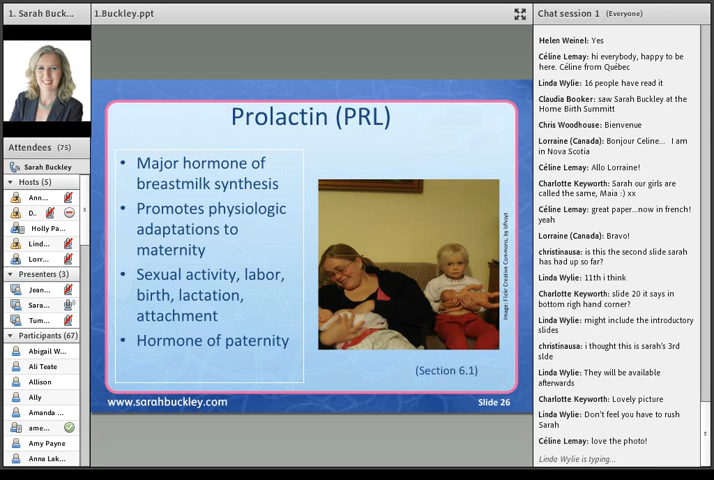 1. Sarah Buck...
1.Buckley.ppt
Chat session 1 (Everyone)
Attendees (75)
Sarah Buckley
Hosts (5)
Ann...
D..
Holly Pa...
Lind...
Lorr...
Presenters (3)
Jean...
Sara...
Tum...
Participants (67)
Abigail W...
Ali Teate
Allison
Ally
Amanda ...
ame...
Amy Payne
Anna Lak...
Prolactin (PRL)
• Major hormone of
breastmilk synthesis
• Promotes physiologic
adaptations to
maternity
• Sexual activity, labor,
birth, lactation,
attachment
• Hormone of paternity
Image: Flickr Creative Commons, by bfhoyt
(Section 6.1)
www.sarahbuckley.com
Slide 26
Helen Weinel: Yes
Céline Lemay: hi everybody, happy to
be here. Céline from Québec
Linda Wylie: 16 people have read it
Claudia Booker: saw Sarah Buckley at the
Home Birth Summitt
Chris Woodhouse: Bienvenue
Lorraine (Canada): Bonjour Celine... I am
in Nova Scotia
Céline Lemay: Allo Lorraine!
Charlotte Keyworth: Sarah our girls are
called the same, Maia :) xx
Céline Lemay: great paper...now in french!
yeah
Lorraine (Canada): Bravo!
christinausa: is this the second slide sarah
has had up so far?
Linda Wylie: 11th i think
Charlotte Keyworth: slide 20 it says in
bottom righ hand corner?
Linda Wylie: might include the introductory
slides
christinausa: i thought this is sarah's 3rd
slde
Linda Wylie: They will be available
afterwards
Charlotte Keyworth: Lovely picture
Linda Wylie: Don't feel you have to rush
Sarah
Céline Lemay: love the photo!
Linda Wylie is typing...